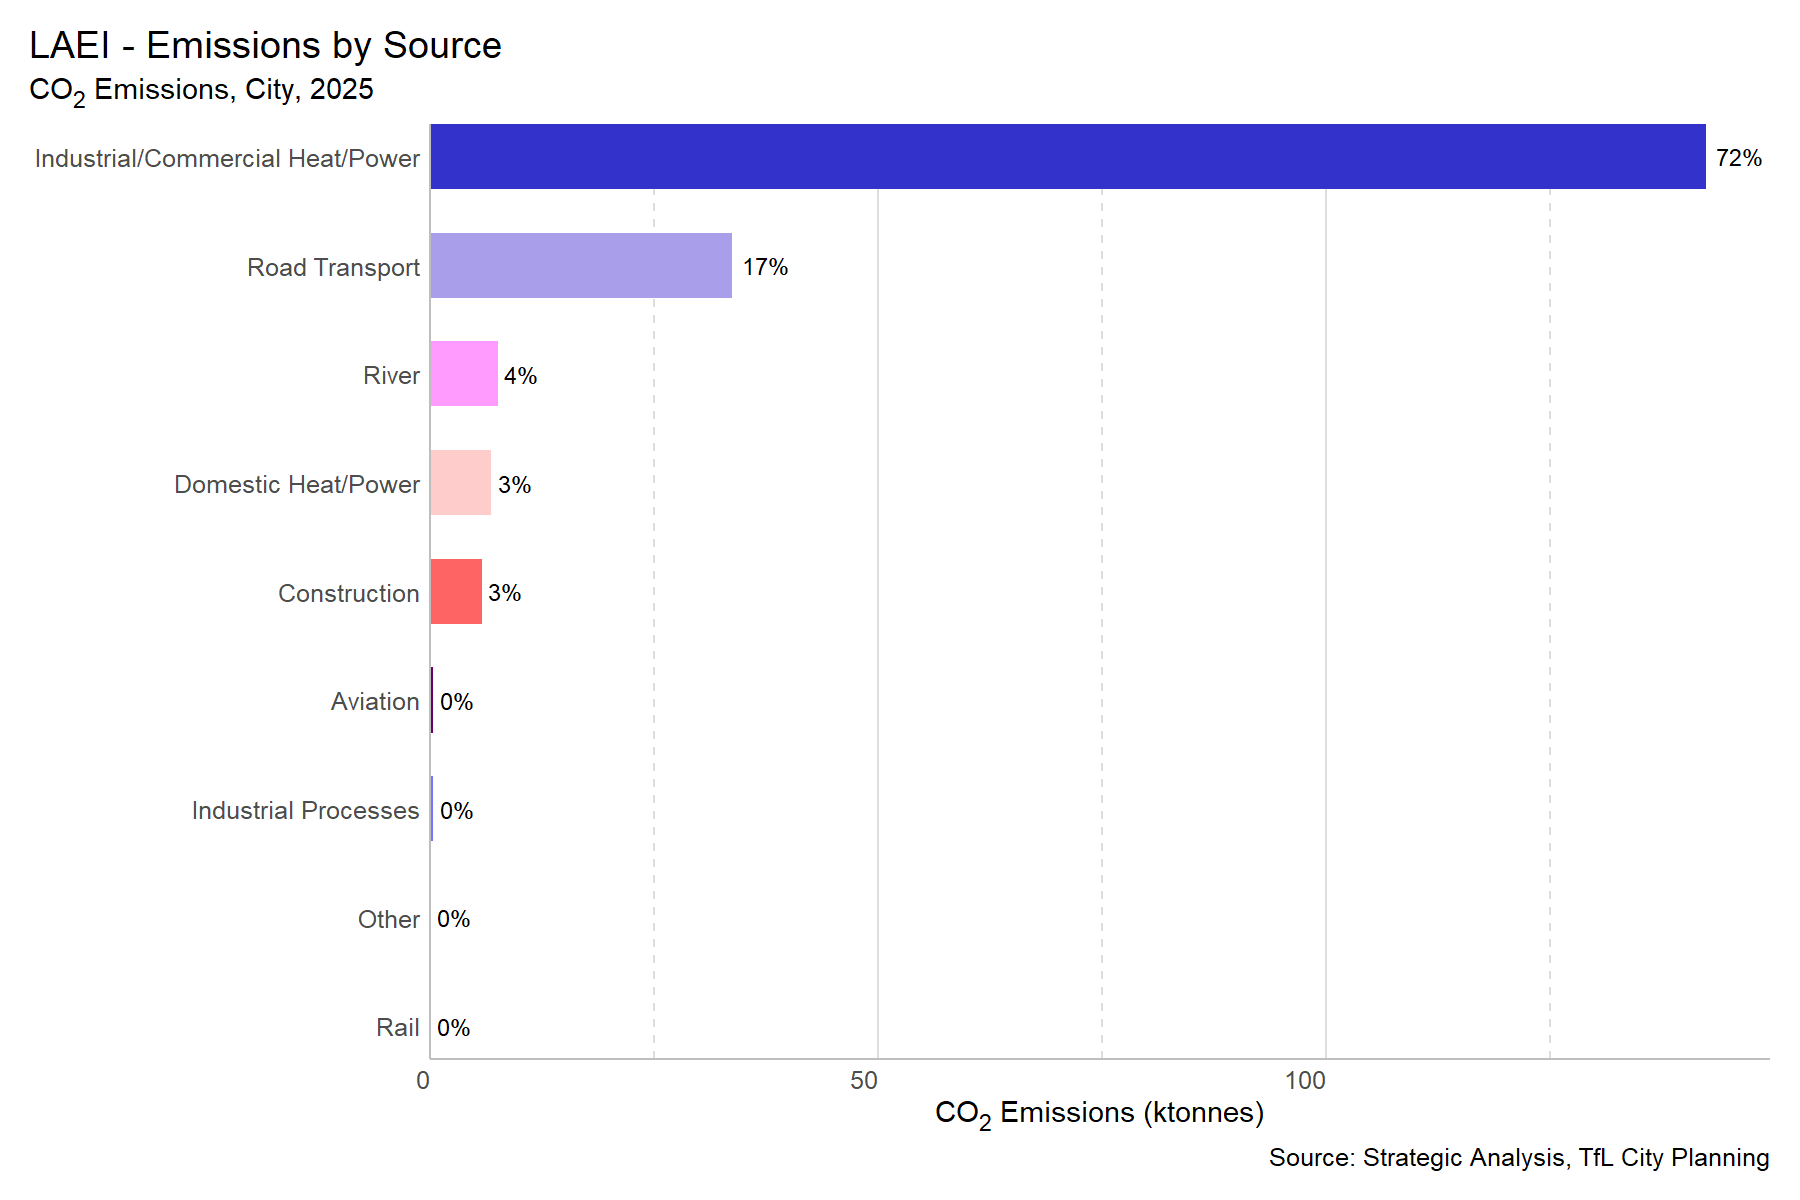 LAEI - Emissions by Source
CO₂ Emissions, City, 2025
Industrial/Commercial Heat/Power 72%
Road Transport 17%
River 4%
Domestic Heat/Power 3%
Construction 3%
Aviation 0%
Industrial Processes 0%
Other 0%
Rail 0%
0 50 100
CO₂ Emissions (ktonnes)
Source: Strategic Analysis, TfL City Planning